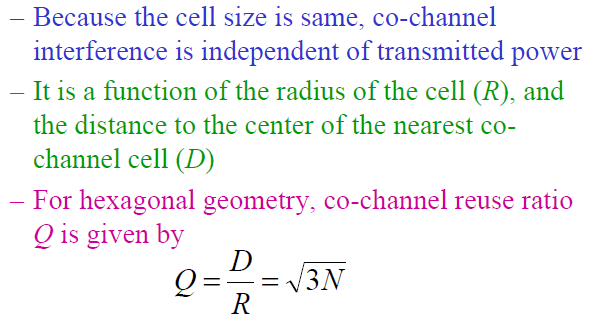 – Because the cell size is same, co-channel
interference is independent of transmitted power
– It is a function of the radius of the cell (R), and
the distance to the center of the nearest co-
channel cell (D)
– For hexagonal geometry, co-channel reuse ratio
Q is given by
Q = D/R = √3N